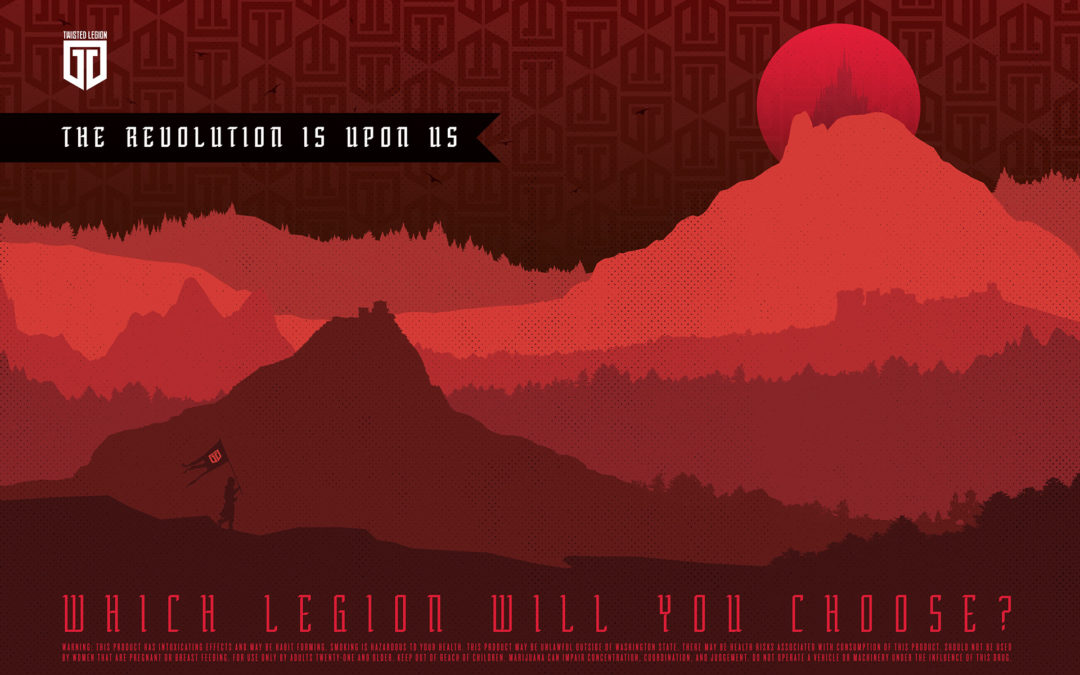 TWISTED LEGION
THE REVOLUTION IS UPON US
WHICH LEGION WILL YOU CHOOSE?
WARNING: THIS PRODUCT HAS INTOXICATING EFFECTS AND MAY BE HABIT FORMING. SMOKING IS HAZARDOUS TO YOUR HEALTH. THIS PRODUCT MAY BE UNLAWFUL OUTSIDE OF WASHINGTON STATE. THERE MAY BE HEALTH RISKS ASSOCIATED WITH CONSUMPTION OF THIS PRODUCT. SHOULD NOT BE USED
BY WOMEN THAT ARE PREGNANT OR BREAST FEEDING. FOR USE ONLY BY ADULTS TWENTY-ONE AND OLDER. KEEP OUT OF REACH OF CHILDREN. MARIJUANA CAN IMPAIR CONCENTRATION, COORDINATION, AND JUDGEMENT. DO NOT OPERATE A VEHICLE OR MACHINERY UNDER THE INFLUENCE OF THIS DRUG.